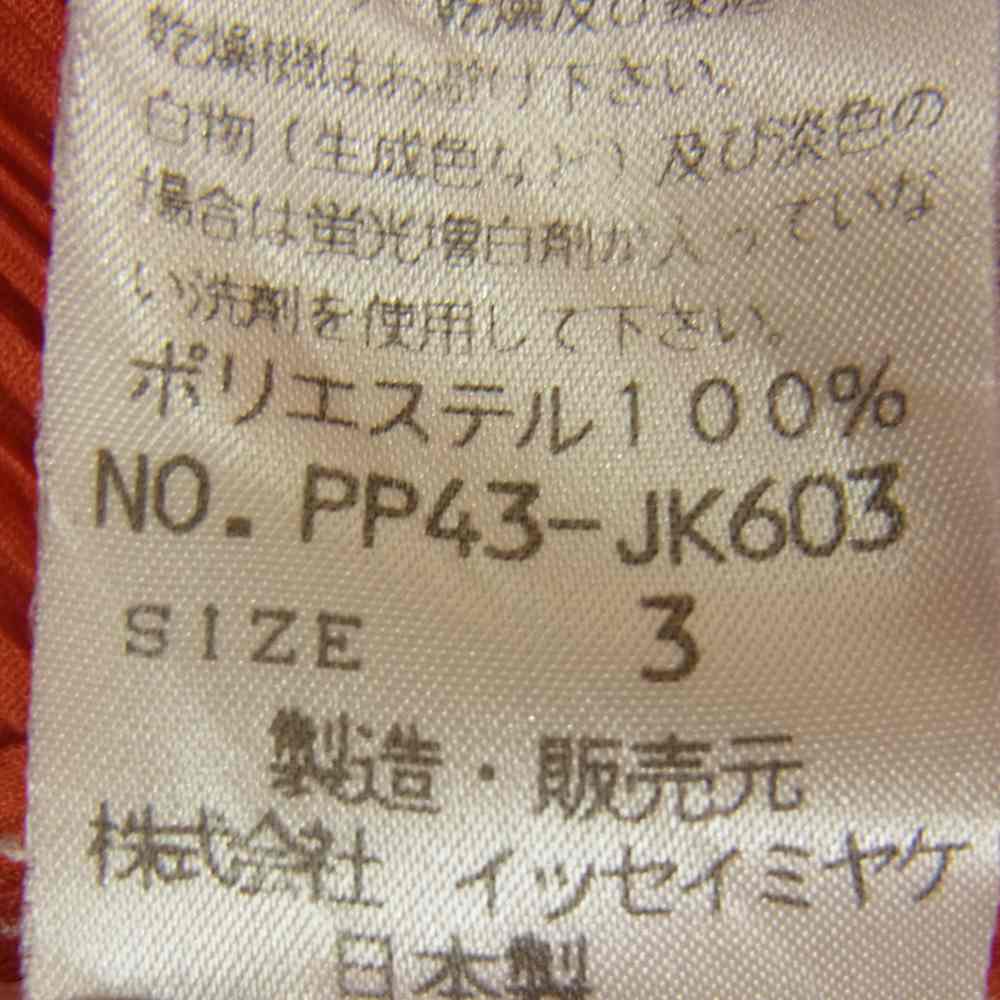 乾燥及び
乾燥機はお避け下さい。
白物（生成色など）及び淡色の
場合は蛍光増白剤が入っていな
い洗剤を使用して下さい。
ポリエステル100%
NO. PP43-JK603
SIZE 3
製造・販売元
株式会社 イッセイミヤケ
日本製